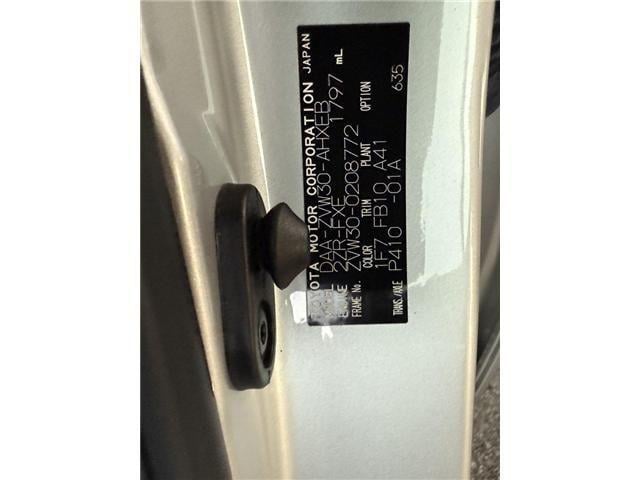 TOYOTA MOTOR CORPORATION JAPAN
MODEL DAA-ZVW30-AHXEB
2ZR-FXE 1797 mL
FRAME No. ZVW30-0208772
COLOR TRIM PLANT OPTION
1F7 FB10 A41 635
TRANS./AXLE P410 -01A